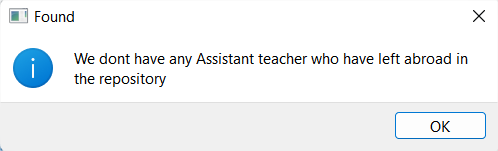 Found
We dont have any Assistant teacher who have left abroad in
the repository
OK